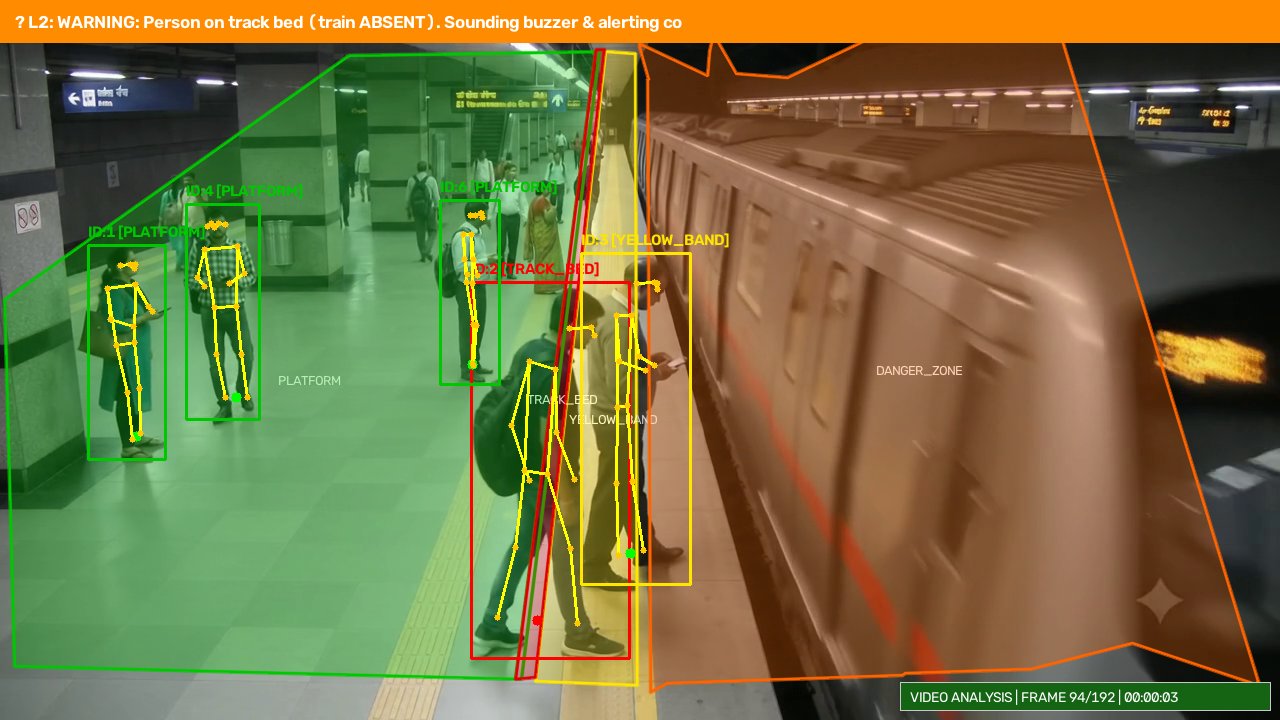 ? L2: WARNING: Person on track bed (train ABSENT). Sounding buzzer & alerting co
ID:4 [PLATFORM]
ID:6 [PLATFORM]
ID:1 [PLATFORM]
ID:3 [YELLOW_BAND]
ID:2 [TRACK_BED]
DANGER_ZONE
PLATFORM
TRACK_BED
YELLOW_BAND
VIDEO ANALYSIS | FRAME 94/192 | 00:00:03